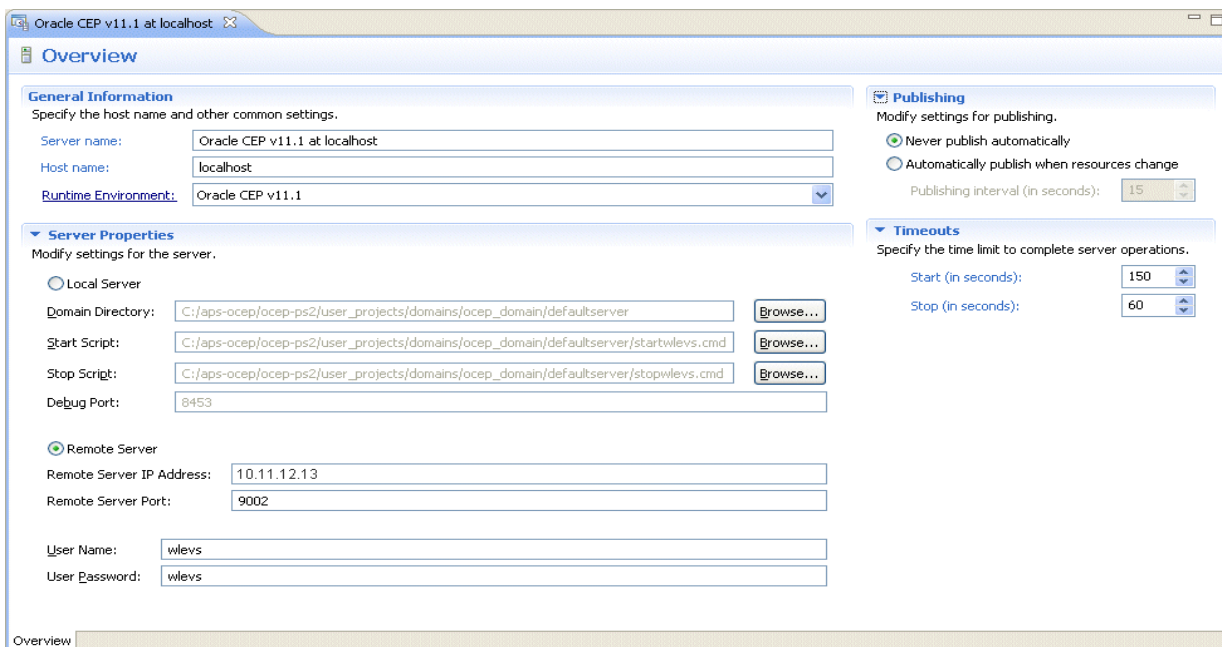 Oracle CEP v11.1 at localhost
Overview
General Information
Specify the host name and other common settings.
Server name: Oracle CEP v11.1 at localhost
Host name: localhost
Runtime Environment: Oracle CEP v11.1
Server Properties
Modify settings for the server.
Local Server
Domain Directory: C:/aps-ocep/ocep-ps2/user_projects/domains/ocep_domain/defaultserver Browse...
Start Script: C:/aps-ocep/ocep-ps2/user_projects/domains/ocep_domain/defaultserver/startwlevs.cmd Browse...
Stop Script: C:/aps-ocep/ocep-ps2/user_projects/domains/ocep_domain/defaultserver/stopwlevs.cmd Browse...
Debug Port: 8453
Remote Server
Remote Server IP Address: 10.11.12.13
Remote Server Port: 9002
User Name: wlevs
User Password: wlevs
Publishing
Modify settings for publishing.
Never publish automatically
Automatically publish when resources change
Publishing interval (in seconds): 15
Timeouts
Specify the time limit to complete server operations.
Start (in seconds): 150
Stop (in seconds): 60
Overview